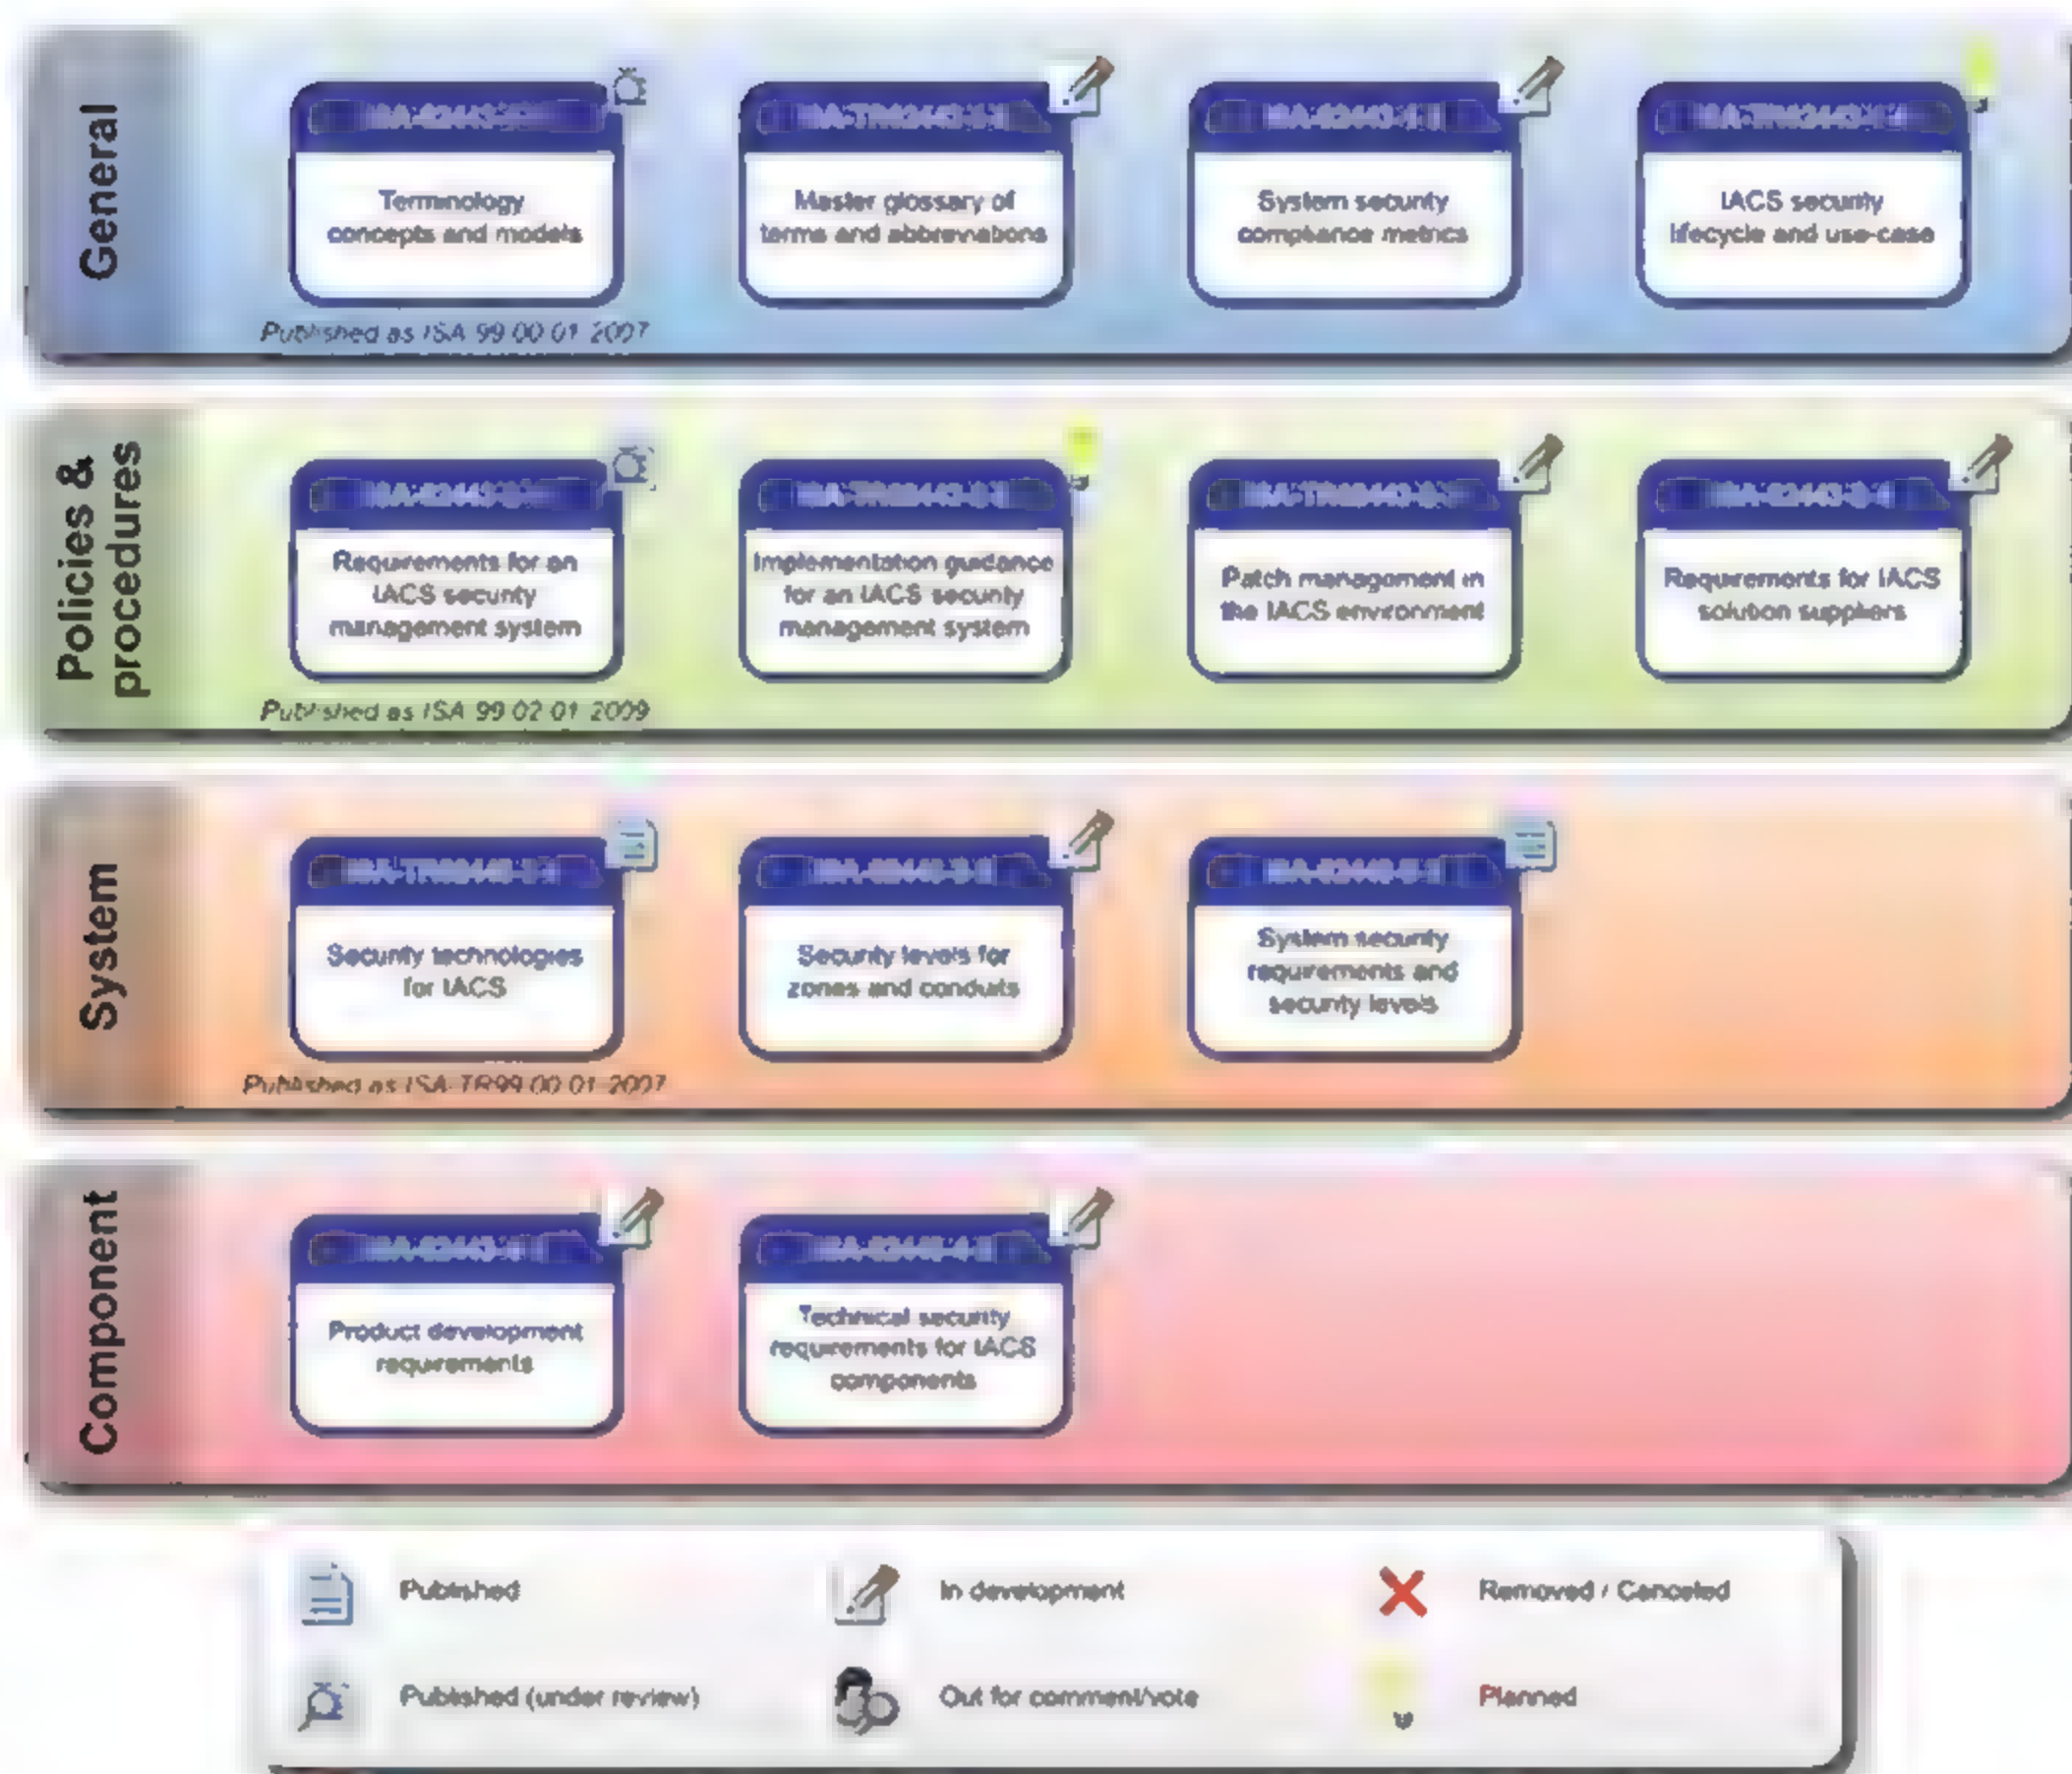 General
Terminology
concepts and models
Published as ISA-99.00.01-2007
Master glossary of
terms and abbreviations
System security
compliance metrics
IACS security
lifecycle and use-case
Policies &
procedures
Requirements for an
IACS security
management system
Published as ISA-99.02.01-2009
Implementation guidance
for an IACS security
management system
Patch management in
the IACS environment
Requirements for IACS
solution suppliers
System
Security technologies
for IACS
Published as ISA-TR99.00.01-2007
Security levels for
zones and conduits
System security
requirements and
security levels
Component
Product development
requirements
Technical security
requirements for IACS
components
Published
In development
Removed / Canceled
Published (under review)
Out for comment/vote
Planned